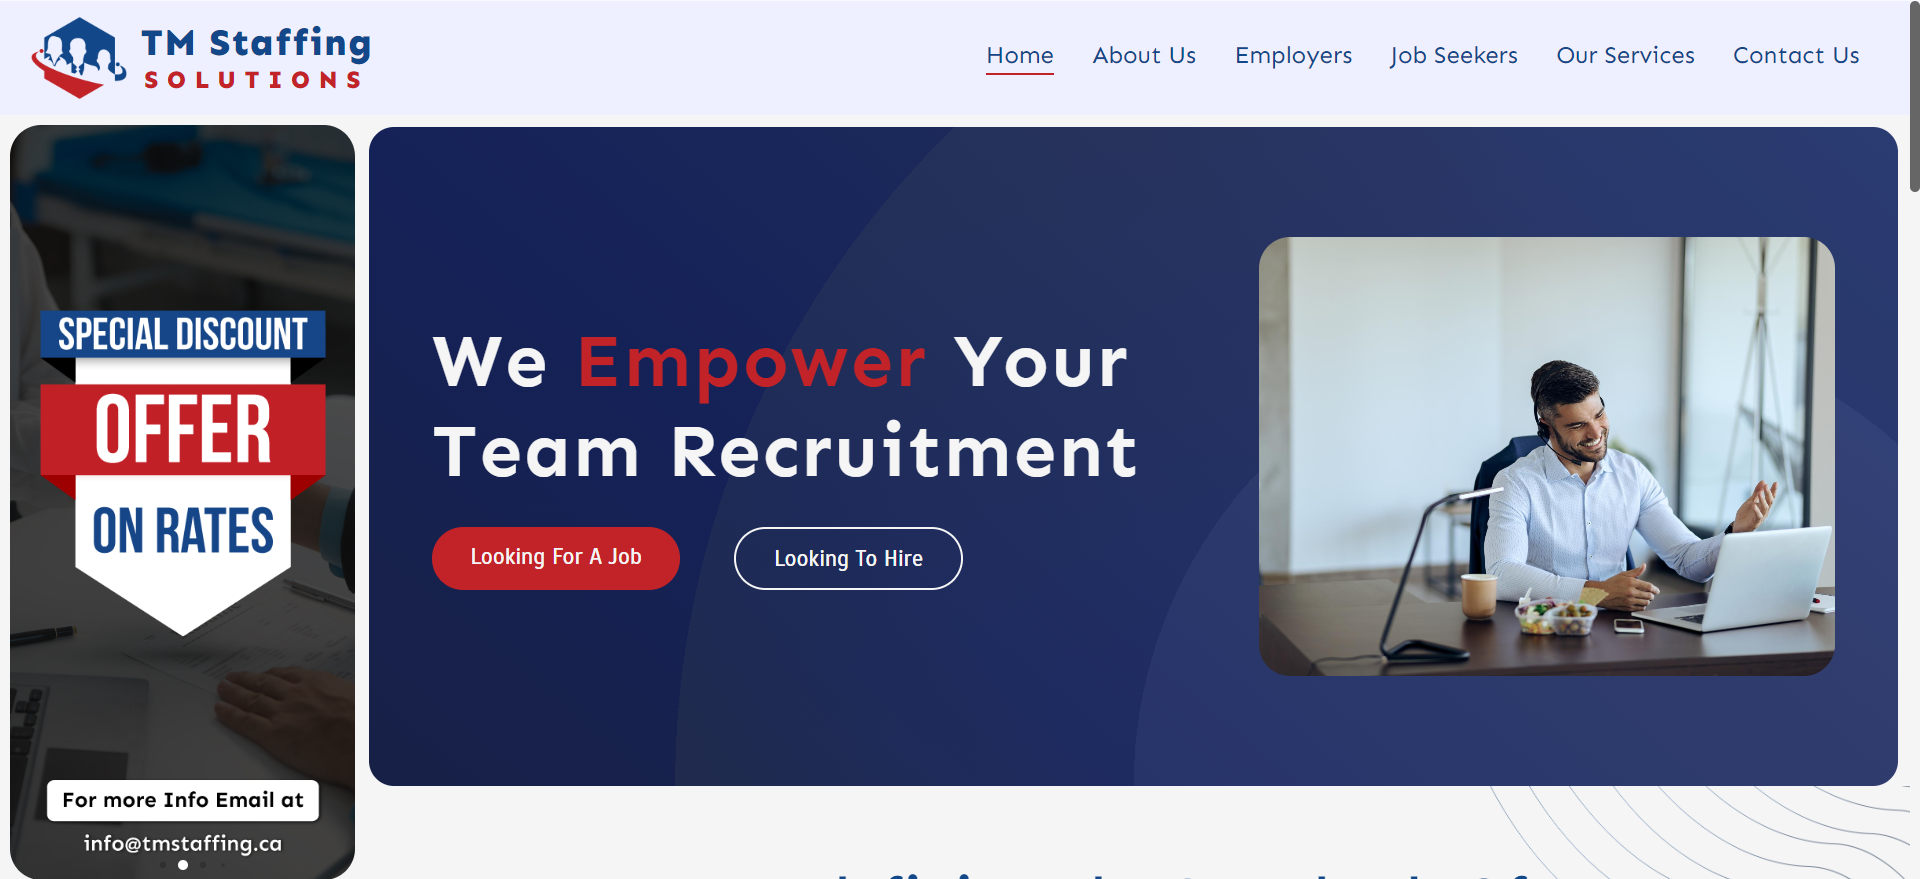 TM Staffing
SOLUTIONS
Home
About Us
Employers
Job Seekers
Our Services
Contact Us
SPECIAL DISCOUNT
OFFER
ON RATES
For more Info Email at
info@tmstaffing.ca
We Empower Your
Team Recruitment
Looking For A Job
Looking To Hire